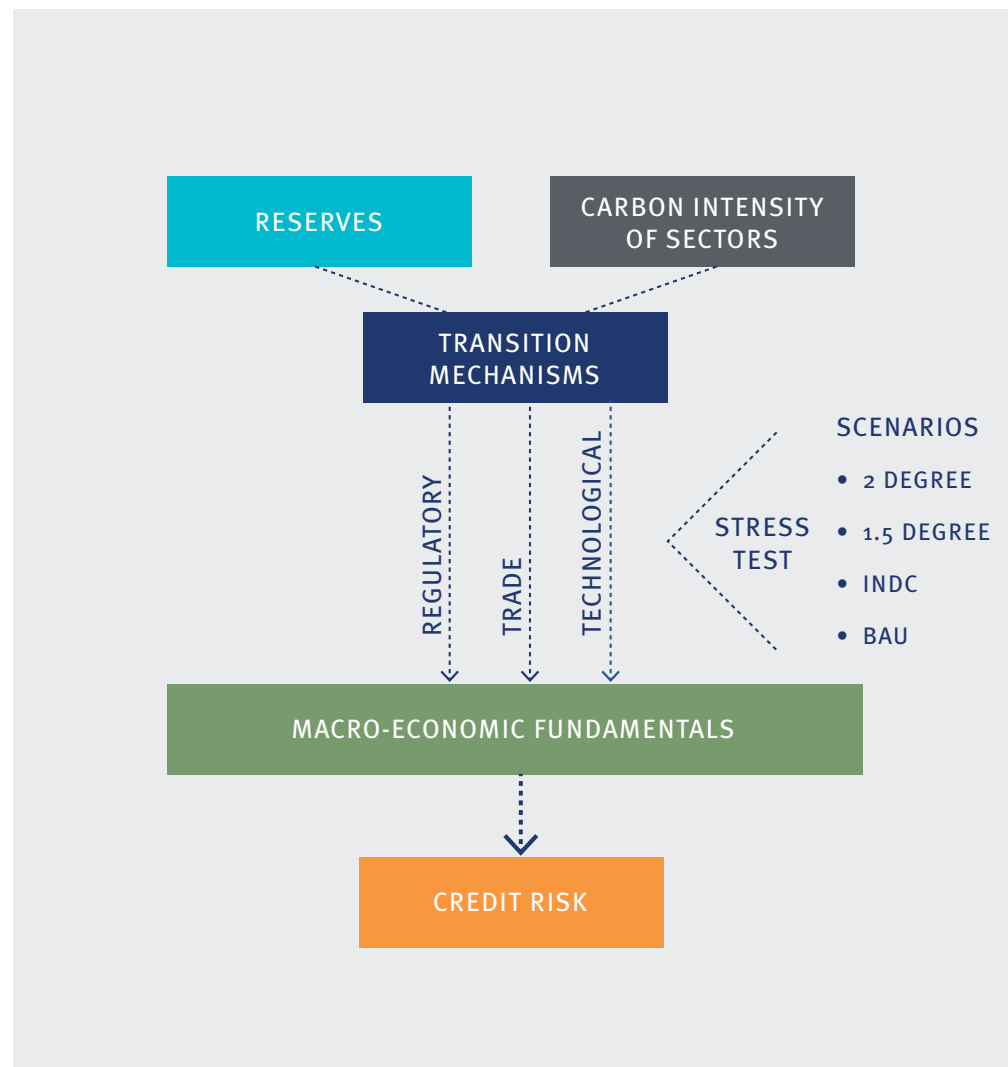 RESERVES
CARBON INTENSITY
OF SECTORS
TRANSITION
MECHANISMS
REGULATORY
TRADE
TECHNOLOGICAL
STRESS
TEST
SCENARIOS
• 2 DEGREE
• 1.5 DEGREE
• INDC
• BAU
MACRO-ECONOMIC FUNDAMENTALS
CREDIT RISK